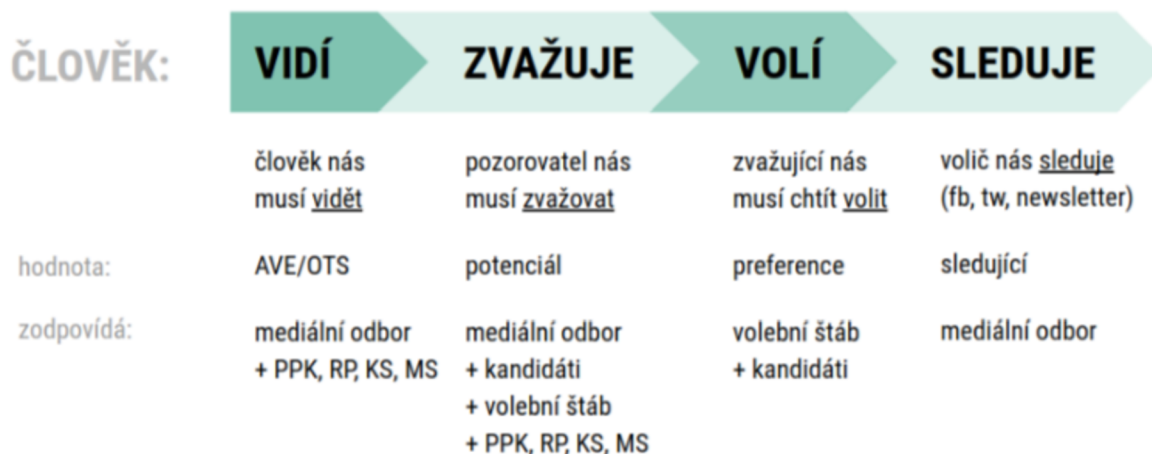 ČLOVĚK:
VIDÍ
ZVAŽUJE
VOLÍ
SLEDUJE
člověk nás
musí vidět
pozorovatel nás
musí zvažovat
zvažující nás
musí chtít volit
volič nás sleduje
(fb, tw, newsletter)
hodnota:
AVE/OTS
potenciál
preference
sledující
zodpovídá:
mediální odbor
+ PPK, RP, KS, MS
mediální odbor
+ kandidáti
+ volební štáb
+ PPK, RP, KS, MS
volební štáb
+ kandidáti
mediální odbor